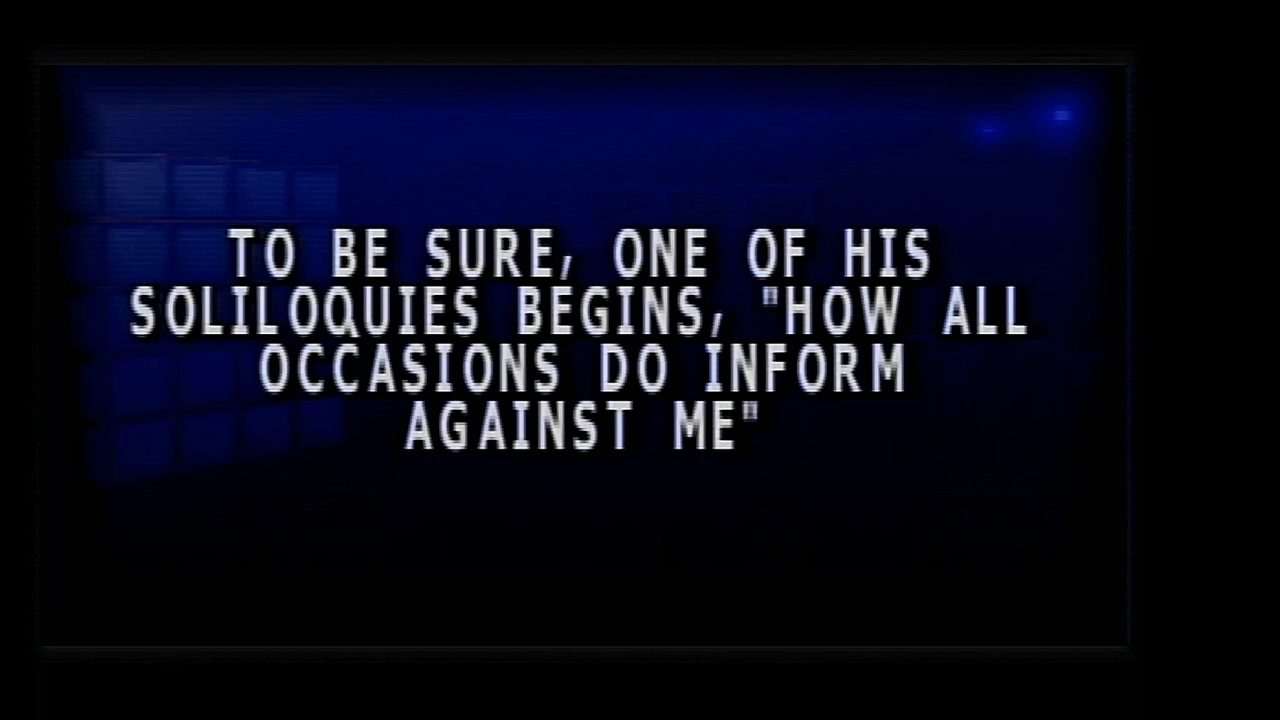 TO BE SURE, ONE OF HIS
SOLILOQUIES BEGINS, "HOW ALL
OCCASIONS DO INFORM
AGAINST ME"